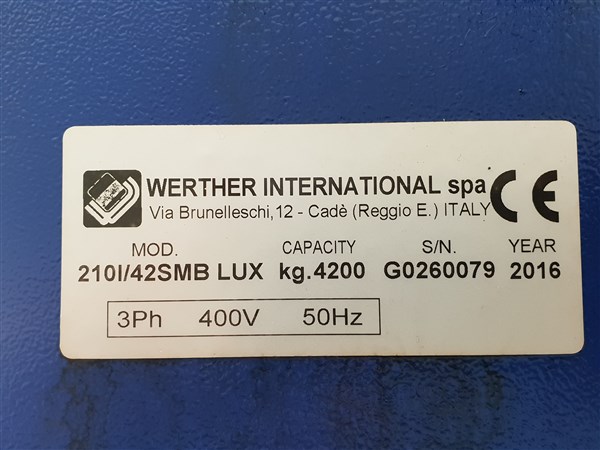 WERTHER INTERNATIONAL spa CE
Via Brunelleschi,12 - Cadè (Reggio E.) ITALY
MOD. CAPACITY S/N. YEAR
210I/42SMB LUX kg.4200 G0260079 2016
3Ph 400V 50Hz